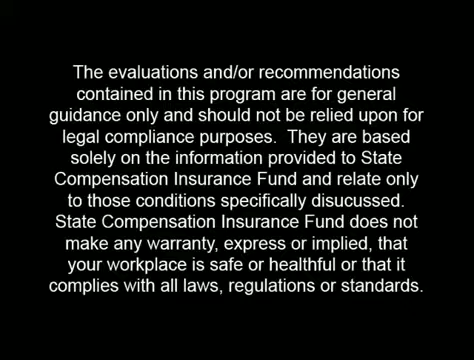 The evaluations and/or recommendations
contained in this program are for general
guidance only and should not be relied upon for
legal compliance purposes.  They are based
solely on the information provided to State
Compensation Insurance Fund and relate only
to those conditions specifically disucussed.
State Compensation Insurance Fund does not
make any warranty, express or implied, that
your workplace is safe or healthful or that it
complies with all laws, regulations or standards.